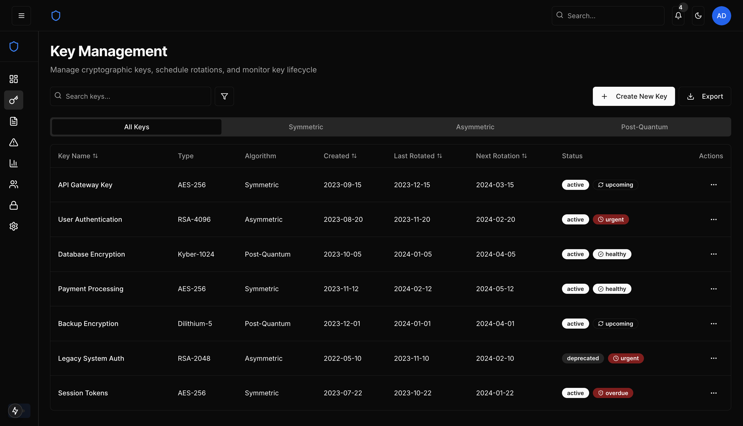 Search...
4
AD
Key Management
Manage cryptographic keys, schedule rotations, and monitor key lifecycle
Search keys...
Create New Key
Export
All Keys Symmetric Asymmetric Post-Quantum
Key Name Type Algorithm Created Last Rotated Next Rotation Status Actions
API Gateway Key AES-256 Symmetric 2023-09-15 2023-12-15 2024-03-15 active upcoming
User Authentication RSA-4096 Asymmetric 2023-08-20 2023-11-20 2024-02-20 active urgent
Database Encryption Kyber-1024 Post-Quantum 2023-10-05 2024-01-05 2024-04-05 active healthy
Payment Processing AES-256 Symmetric 2023-11-12 2024-02-12 2024-05-12 active healthy
Backup Encryption Dilithium-5 Post-Quantum 2023-12-01 2024-01-01 2024-04-01 active upcoming
Legacy System Auth RSA-2048 Asymmetric 2022-05-10 2023-11-10 2024-02-10 deprecated urgent
Session Tokens AES-256 Symmetric 2023-07-22 2023-10-22 2024-01-22 active overdue